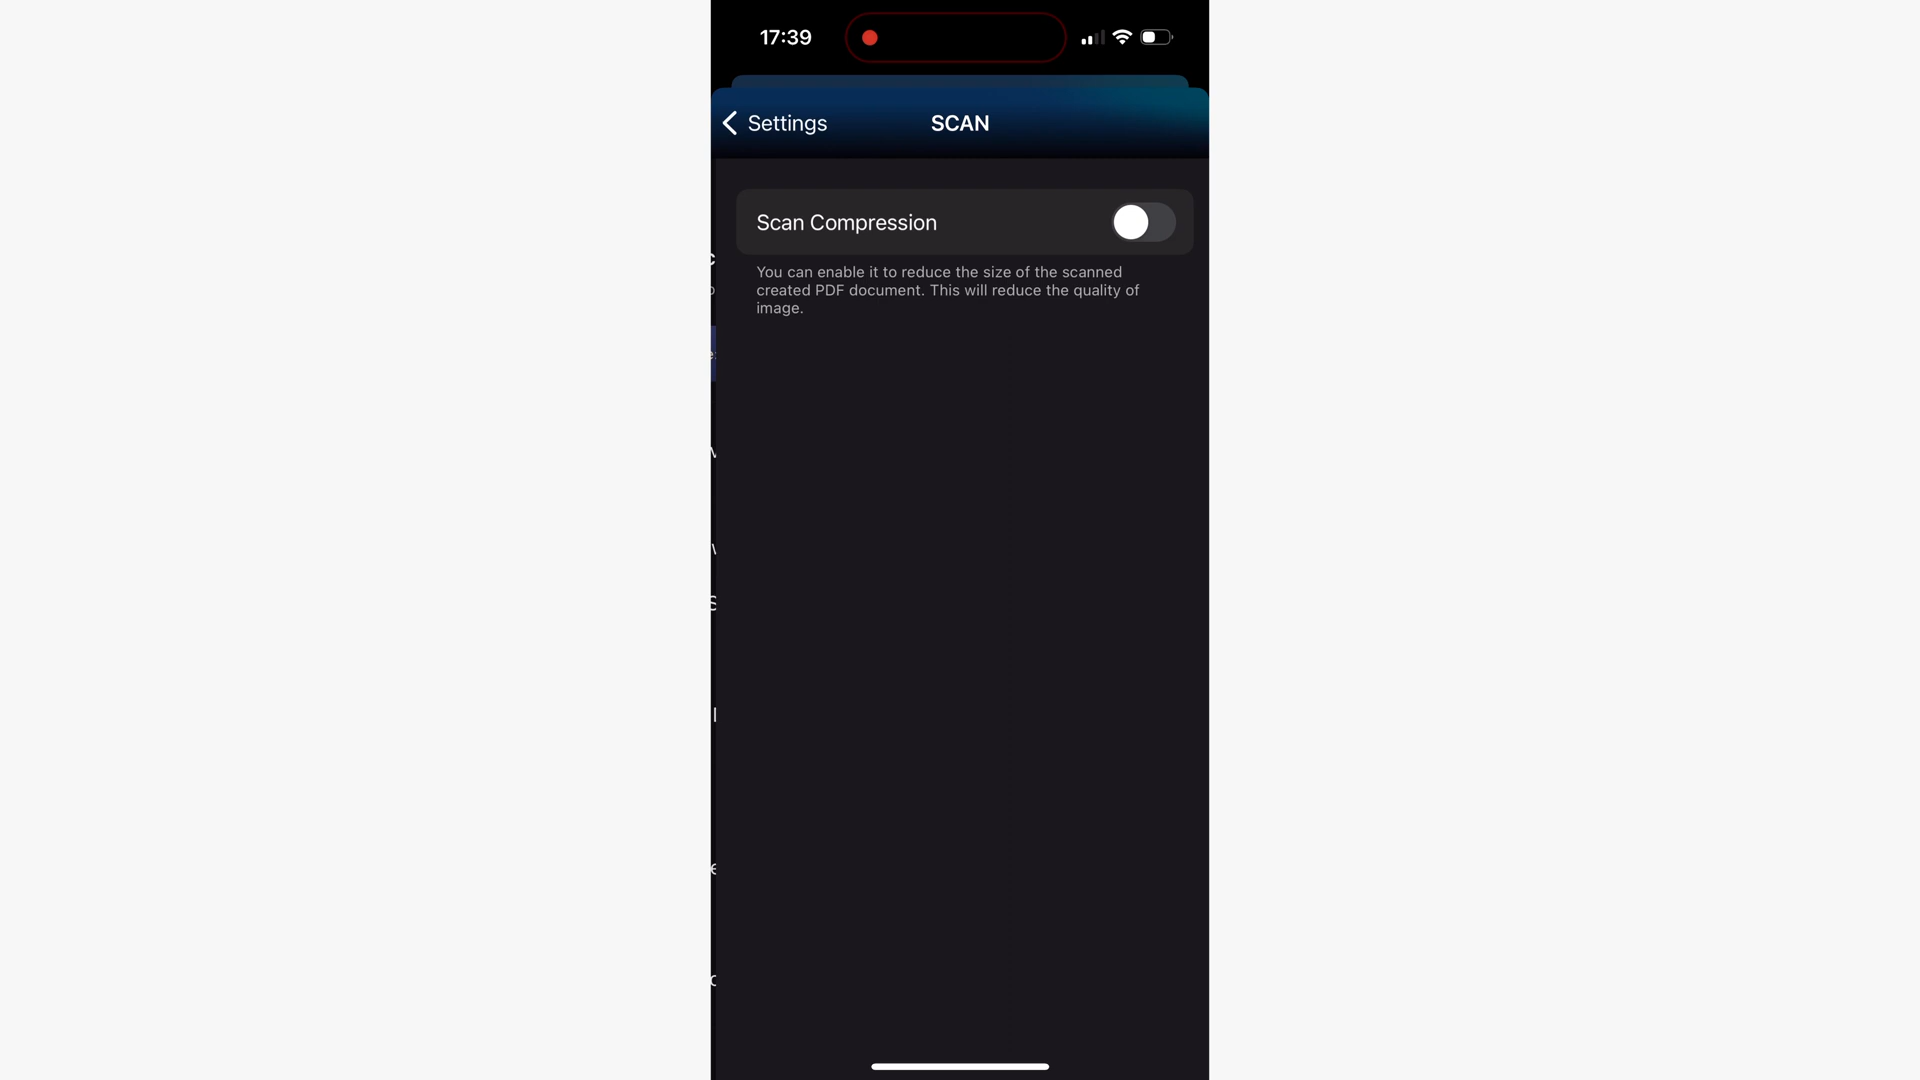 17:39
Settings
SCAN
Scan Compression
You can enable it to reduce the size of the scanned
created PDF document. This will reduce the quality of
image.